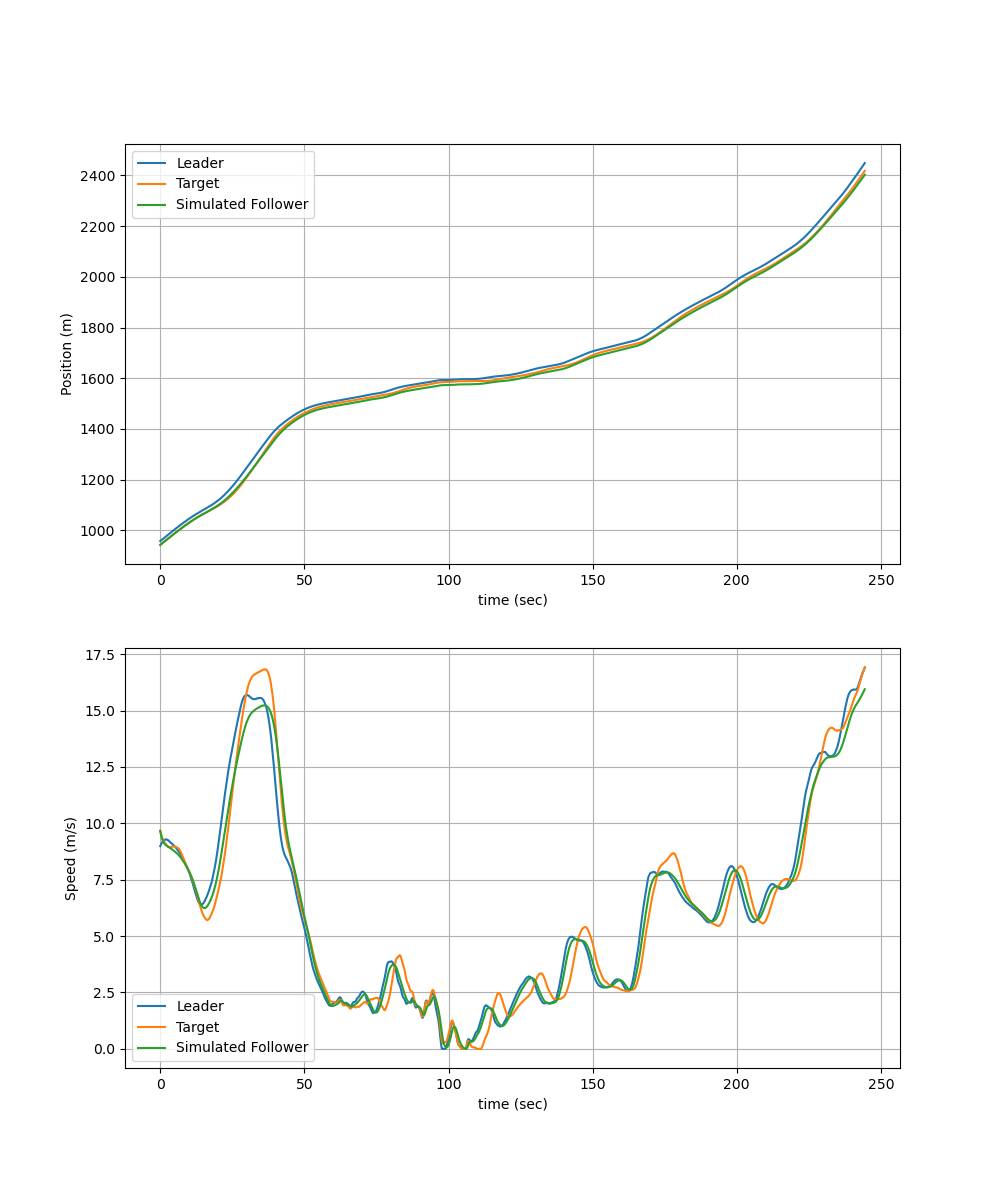 Leader
Target
Simulated Follower
2400
2200
2000
1800
1600
1400
1200
1000
Position (m)
0 50 100 150 200 250
time (sec)
17.5
15.0
12.5
10.0
7.5
5.0
2.5
0.0
Speed (m/s)
Leader
Target
Simulated Follower
0 50 100 150 200 250
time (sec)